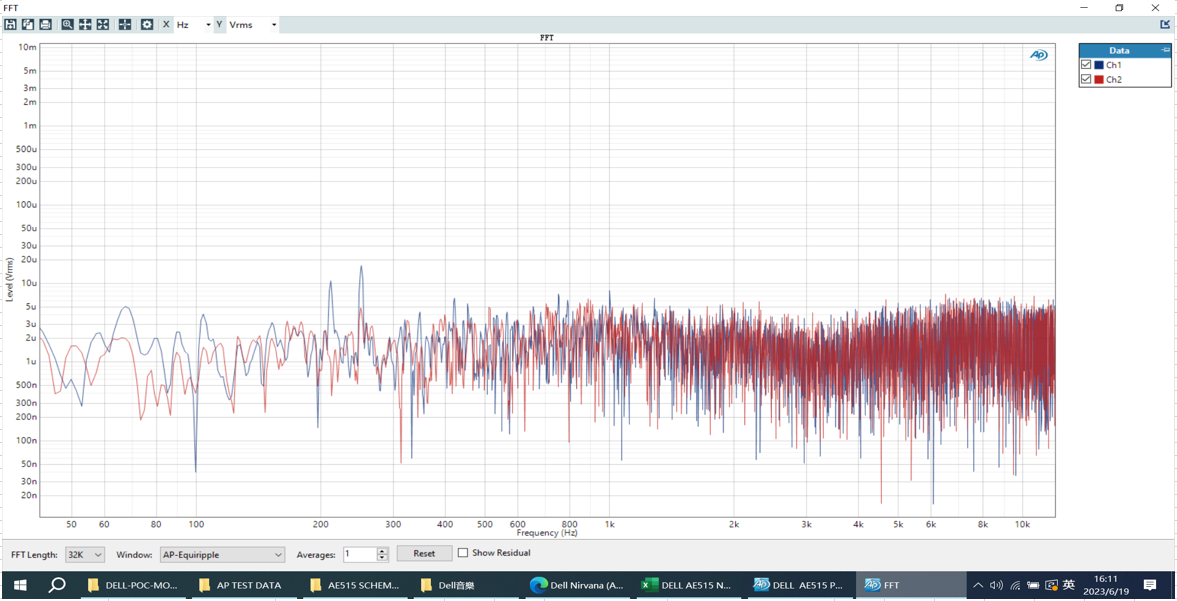 FFT
X Hz Y Vrms
FFT
AP
Data
Ch1
Ch2
10m
5m
3m
2m
1m
500u
300u
200u
100u
50u
30u
20u
10u
5u
3u
2u
1u
500n
300n
200n
100n
50n
30n
20n
Level (Vrms)
50 60 80 100 200 300 400 500 600 800 1k 2k 3k 4k 5k 6k 8k 10k
Frequency (Hz)
FFT Length: 32K Window: AP-Equiripple Averages: 1 Reset Show Residual
DELL-POC-MO... AP TEST DATA AE515 SCHEM... Dell音樂 Dell Nirvana (A... DELL AE515 N... DELL AE515 P... FFT 英 16:11
2023/6/19